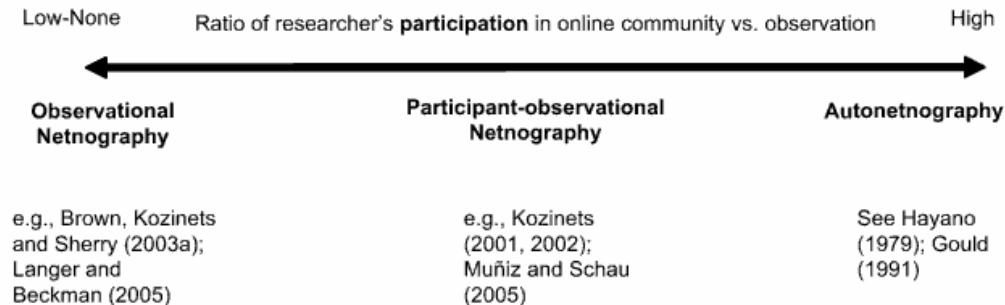 Low-None
Ratio of researcher's participation in online community vs. observation
High
Observational
Netnography
Participant-observational
Netnography
Autonetnography
e.g., Brown, Kozinets
and Sherry (2003a);
Langer and
Beckman (2005)
e.g., Kozinets
(2001, 2002);
Muñiz and Schau
(2005)
See Hayano
(1979); Gould
(1991)